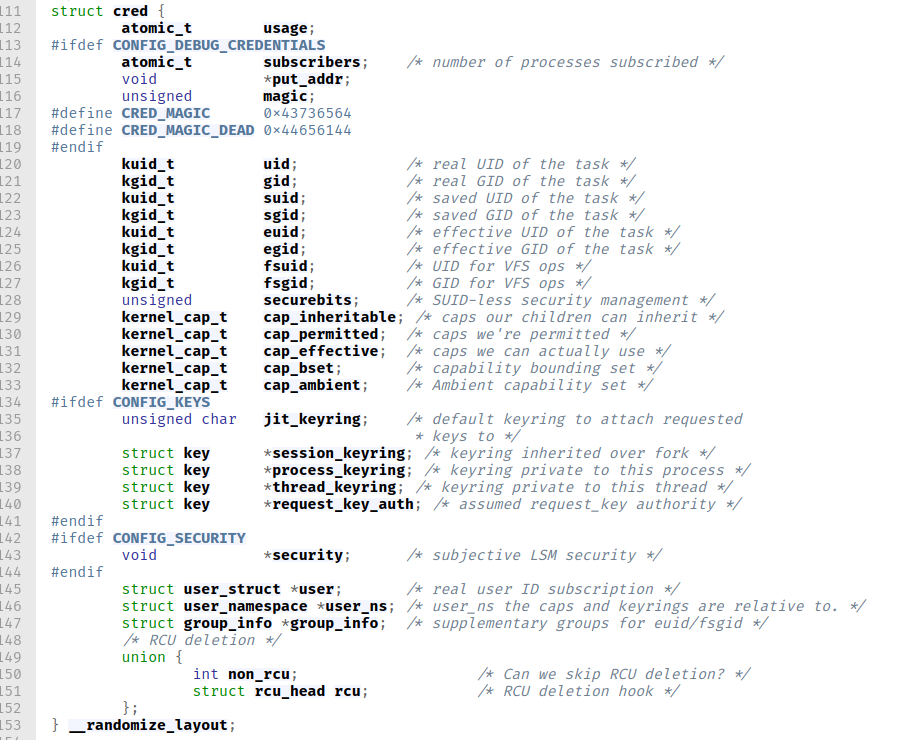 111 struct cred {
112 atomic_t usage;
113 #ifdef CONFIG_DEBUG_CREDENTIALS
114 atomic_t subscribers; /* number of processes subscribed */
115 void *put_addr;
116 unsigned magic;
117 #define CRED_MAGIC 0x43736564
118 #define CRED_MAGIC_DEAD 0x44656144
119 #endif
120 kuid_t uid; /* real UID of the task */
121 kgid_t gid; /* real GID of the task */
122 kuid_t suid; /* saved UID of the task */
123 kgid_t sgid; /* saved GID of the task */
124 kuid_t euid; /* effective UID of the task */
125 kgid_t egid; /* effective GID of the task */
126 kuid_t fsuid; /* UID for VFS ops */
127 kgid_t fsgid; /* GID for VFS ops */
128 unsigned securebits; /* SUID-less security management */
129 kernel_cap_t cap_inheritable; /* caps our children can inherit */
130 kernel_cap_t cap_permitted; /* caps we're permitted */
131 kernel_cap_t cap_effective; /* caps we can actually use */
132 kernel_cap_t cap_bset; /* capability bounding set */
133 kernel_cap_t cap_ambient; /* Ambient capability set */
134 #ifdef CONFIG_KEYS
135 unsigned char jit_keyring; /* default keyring to attach requested
136 * keys to */
137 struct key *session_keyring; /* keyring inherited over fork */
138 struct key *process_keyring; /* keyring private to this process */
139 struct key *thread_keyring; /* keyring private to this thread */
140 struct key *request_key_auth; /* assumed request_key authority */
141 #endif
142 #ifdef CONFIG_SECURITY
143 void *security; /* subjective LSM security */
144 #endif
145 struct user_struct *user; /* real user ID subscription */
146 struct user_namespace *user_ns; /* user_ns the caps and keyrings are relative to. */
147 struct group_info *group_info; /* supplementary groups for euid/fsgid */
148 /* RCU deletion */
149 union {
150 int non_rcu; /* Can we skip RCU deletion? */
151 struct rcu_head rcu; /* RCU deletion hook */
152 };
153 } __randomize_layout;